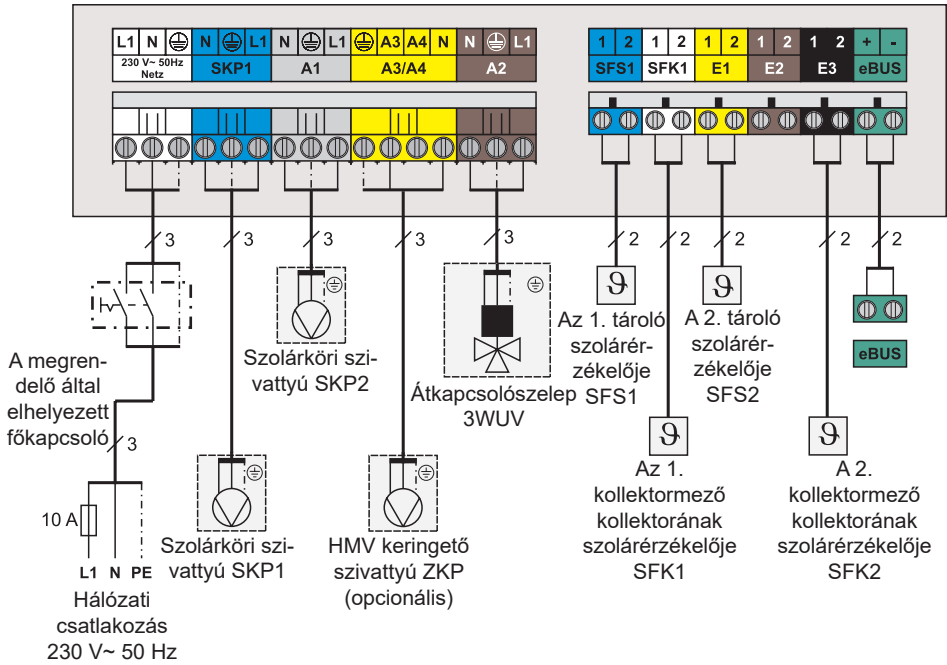 L1 N N L1 N L1 A3 A4 N N L1
230 V~ 50Hz
Netz
SKP1 A1 A3/A4 A2
1 2 1 2 1 2 1 2 1 2 + -
SFS1 SFK1 E1 E2 E3 eBUS
3 3 3 3 3 2 2 2 2 2
Szolárköri szi-
vattyú SKP2
Átkapcsolószelep
3WUV
Az 1. tároló
szolárér-
zékelője
SFS1
A 2. tároló
szolárér-
zékelője
SFS2
eBUS
A megren-
delő által
elhelyezett
főkapcsoló
3
10 A
L1 N PE
Hálózati
csatlakozás
230 V~ 50 Hz
Szolárköri szi-
vattyú SKP1
HMV keringető
szivattyú ZKP
(opcionális)
Az 1.
kollektormező
kollektorának
szolárérzékelője
SFK1
A 2.
kollektormező
kollektorának
szolárérzékelője
SFK2